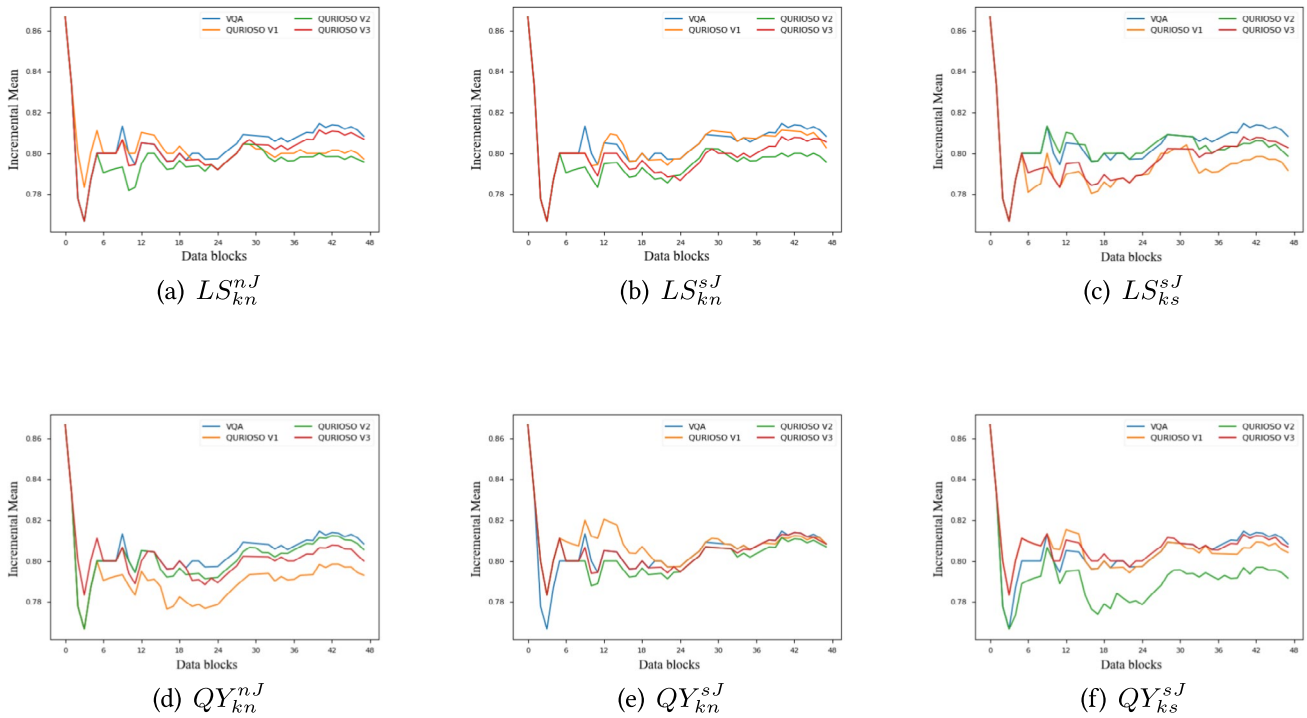 VQA QURIOSO V2
QURIOSO V1 QURIOSO V3
Incremental Mean
0.86
0.84
0.82
0.80
0.78
0 6 12 18 24 30 36 42 48
Data blocks
(a) LS_{kn}^{nJ}
VQA QURIOSO V2
QURIOSO V1 QURIOSO V3
Incremental Mean
0.86
0.84
0.82
0.80
0.78
0 6 12 18 24 30 36 42 48
Data blocks
(b) LS_{kn}^{sJ}
VQA QURIOSO V2
QURIOSO V1 QURIOSO V3
Incremental Mean
0.86
0.84
0.82
0.80
0.78
0 6 12 18 24 30 36 42 48
Data blocks
(c) LS_{ks}^{sJ}
VQA QURIOSO V2
QURIOSO V1 QURIOSO V3
Incremental Mean
0.86
0.84
0.82
0.80
0.78
0 6 12 18 24 30 36 42 48
Data blocks
(d) QY_{kn}^{nJ}
VQA QURIOSO V2
QURIOSO V1 QURIOSO V3
Incremental Mean
0.86
0.84
0.82
0.80
0.78
0 6 12 18 24 30 36 42 48
Data blocks
(e) QY_{kn}^{sJ}
VQA QURIOSO V2
QURIOSO V1 QURIOSO V3
Incremental Mean
0.86
0.84
0.82
0.80
0.78
0 6 12 18 24 30 36 42 48
Data blocks
(f) QY_{ks}^{sJ}